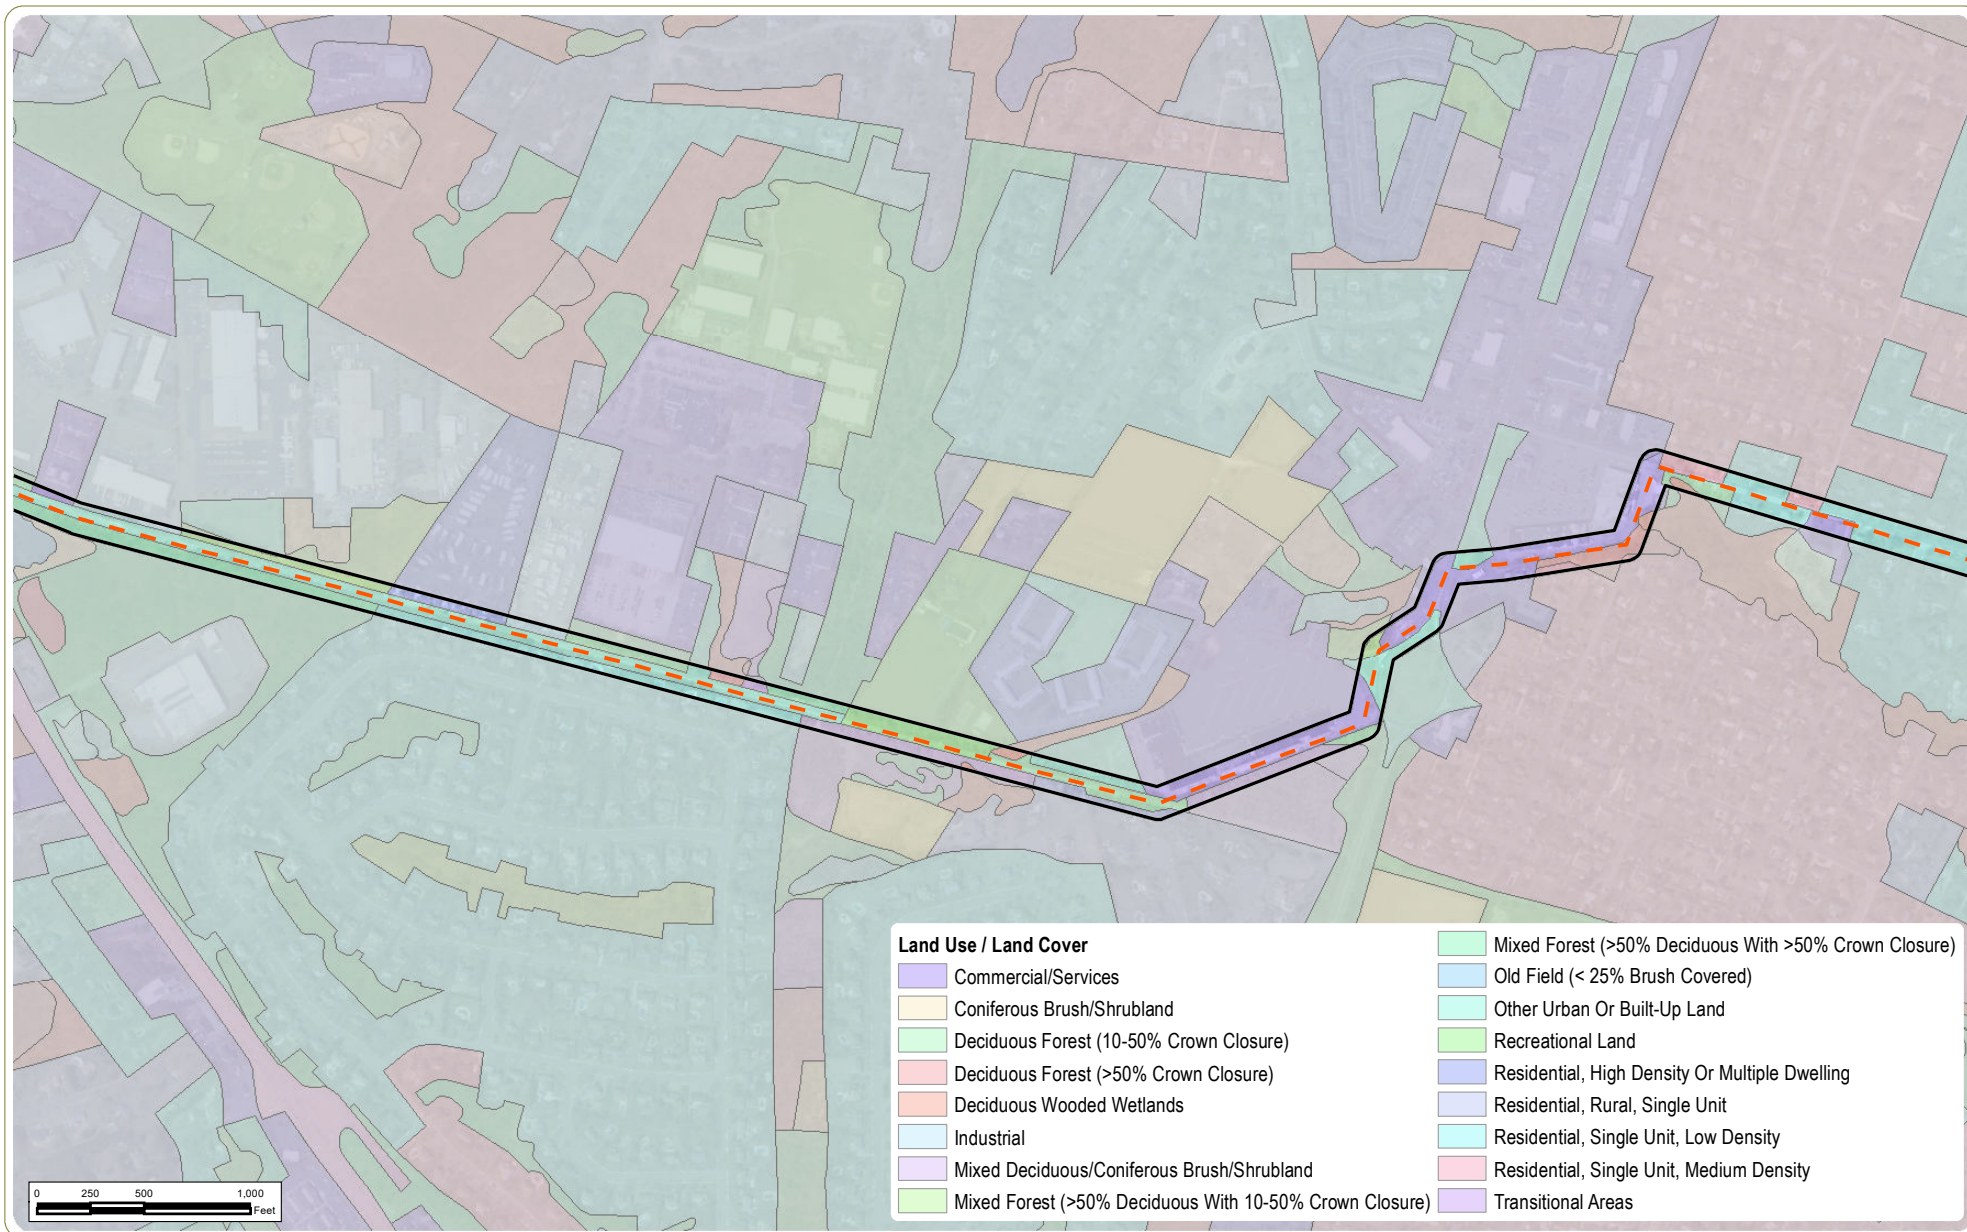 Land Use / Land Cover
Commercial/Services
Coniferous Brush/Shrubland
Deciduous Forest (10-50% Crown Closure)
Deciduous Forest (>50% Crown Closure)
Deciduous Wooded Wetlands
Industrial
Mixed Deciduous/Coniferous Brush/Shrubland
Mixed Forest (>50% Deciduous With 10-50% Crown Closure)
Mixed Forest (>50% Deciduous With >50% Crown Closure)
Old Field (< 25% Brush Covered)
Other Urban Or Built-Up Land
Recreational Land
Residential, High Density Or Multiple Dwelling
Residential, Rural, Single Unit
Residential, Single Unit, Low Density
Residential, Single Unit, Medium Density
Transitional Areas
0 250 500 1,000
Feet